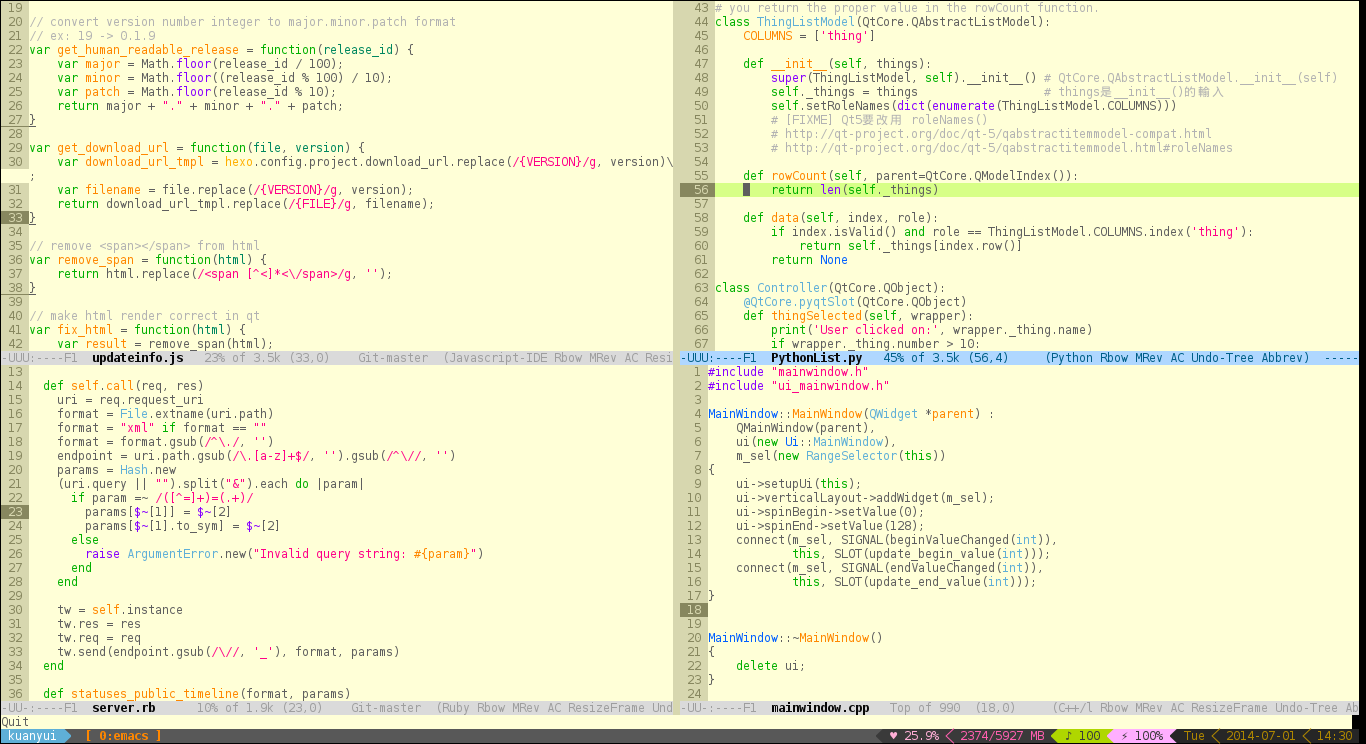 19
20 // convert version number integer to major.minor.patch format
21 // ex: 19 -> 0.1.9
22 var get_human_readable_release = function(release_id) {
23     var major = Math.floor(release_id / 100);
24     var minor = Math.floor((release_id % 100) / 10);
25     var patch = Math.floor(release_id % 10);
26     return major + "." + minor + "." + patch;
27 }
28
29 var get_download_url = function(file, version) {
30     var download_url_tmpl = hexo.config.project.download_url.replace(/{VERSION}/g, version)\
;
31     var filename = file.replace(/{VERSION}/g, version);
32     return download_url_tmpl.replace(/{FILE}/g, filename);
33 }
34
35 // remove <span></span> from html
36 var remove_span = function(html) {
37     return html.replace(/<span [^<]*<\/span>/g, '');
38 }
39
40 // make html render correct in qt
41 var fix_html = function(html) {
42     var result = remove_span(html);
-UUU:----F1  updateinfo.js   23% of 3.5k (33,0)    Git-master  (Javascript-IDE Rbow MRev AC Resi
43 # you return the proper value in the rowCount function.
44 class ThingListModel(QtCore.QAbstractListModel):
45     COLUMNS = ['thing']
46
47     def __init__(self, things):
48         super(ThingListModel, self).__init__() # QtCore.QAbstractListModel.__init__(self)
49         self._things = things                  # things是__init__()的輸入
50         self.setRoleNames(dict(enumerate(ThingListModel.COLUMNS)))
51         # [FIXME] Qt5要改用 roleNames()
52         # http://qt-project.org/doc/qt-5/qabstractitemmodel-compat.html
53         # http://qt-project.org/doc/qt-5/qabstractitemmodel.html#roleNames
54
55     def rowCount(self, parent=QtCore.QModelIndex()):
56         return len(self._things)
57
58     def data(self, index, role):
59         if index.isValid() and role == ThingListModel.COLUMNS.index('thing'):
60             return self._things[index.row()]
61         return None
62
63 class Controller(QtCore.QObject):
64     @QtCore.pyqtSlot(QtCore.QObject)
65     def thingSelected(self, wrapper):
66         print('User clicked on:', wrapper._thing.name)
67         if wrapper._thing.number > 10:
-UUU:----F1  PythonList.py   45% of 3.5k (56,4)     (Python Rbow MRev AC Undo-Tree Abbrev)  -----
13
14   def self.call(req, res)
15     uri = req.request_uri
16     format = File.extname(uri.path)
17     format = "xml" if format == ""
18     format = format.gsub(/^\./, '')
19     endpoint = uri.path.gsub(/\.[a-z]+$/, '').gsub(/^\//, '')
20     params = Hash.new
21     (uri.query || "").split("&").each do |param|
22       if param =~ /([^=]+)=(.+)/
23         params[$~[1]] = $~[2]
24         params[$~[1].to_sym] = $~[2]
25       else
26         raise ArgumentError.new("Invalid query string: #{param}")
27       end
28     end
29
30     tw = self.instance
31     tw.res = res
32     tw.req = req
33     tw.send(endpoint.gsub(/\//, '_'), format, params)
34   end
35
36   def statuses_public_timeline(format, params)
-UU-:----F1  server.rb      10% of 1.9k (23,0)    Git-master  (Ruby Rbow MRev AC ResizeFrame Und
1 #include "mainwindow.h"
2 #include "ui_mainwindow.h"
3
4 MainWindow::MainWindow(QWidget *parent) :
5     QMainWindow(parent),
6     ui(new Ui::MainWindow),
7     m_sel(new RangeSelector(this))
8 {
9     ui->setupUi(this);
10     ui->verticalLayout->addWidget(m_sel);
11     ui->spinBegin->setValue(0);
12     ui->spinEnd->setValue(128);
13     connect(m_sel, SIGNAL(beginValueChanged(int)),
14             this, SLOT(update_begin_value(int)));
15     connect(m_sel, SIGNAL(endValueChanged(int)),
16             this, SLOT(update_end_value(int)));
17 }
18
19
20 MainWindow::~MainWindow()
21 {
22     delete ui;
23 }
24
-UU-:----F1  mainwindow.cpp   Top of 990  (18,0)     (C++/l Rbow MRev AC ResizeFrame Undo-Tree Ab
Quit
kuanyui  [ 0:emacs ]  ♥ 25.9%  2374/5927 MB  ♪ 100  ⚡ 100%  Tue  2014-07-01  14:30